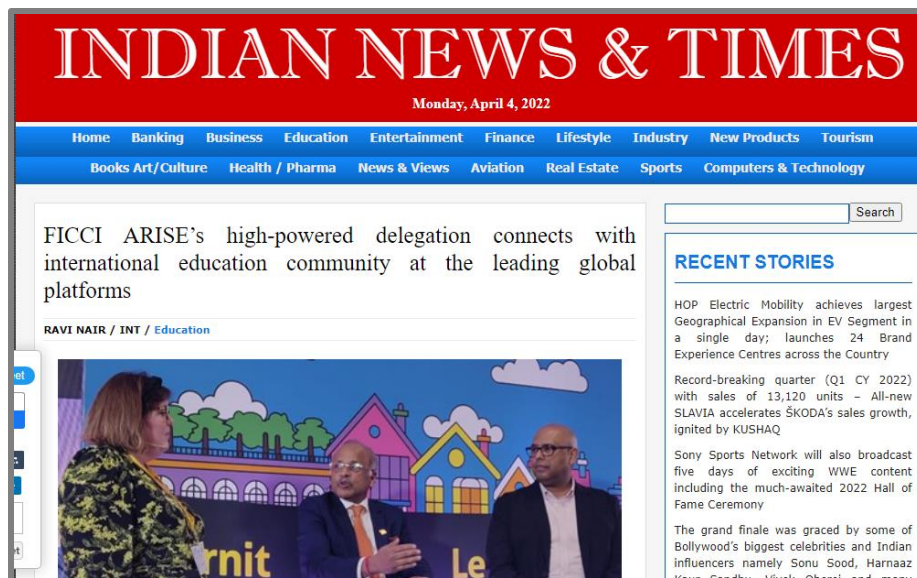 INDIAN NEWS & TIMES
Monday, April 4, 2022
Home Banking Business Education Entertainment Finance Lifestyle Industry New Products Tourism
Books Art/Culture Health / Pharma News & Views Aviation Real Estate Sports Computers & Technology
Search
FICCI ARISE’s high-powered delegation connects with
international education community at the leading global
platforms
RAVI NAIR / INT / Education
et
et
rnit
Le
RECENT STORIES
HOP Electric Mobility achieves largest
Geographical Expansion in EV Segment in
a single day; launches 24 Brand
Experience Centres across the Country
Record-breaking quarter (Q1 CY 2022)
with sales of 13,120 units – All-new
SLAVIA accelerates ŠKODA’s sales growth,
ignited by KUSHAQ
Sony Sports Network will also broadcast
five days of exciting WWE content
including the much-awaited 2022 Hall of
Fame Ceremony
The grand finale was graced by some of
Bollywood’s biggest celebrities and Indian
influencers namely Sonu Sood, Harnaaz